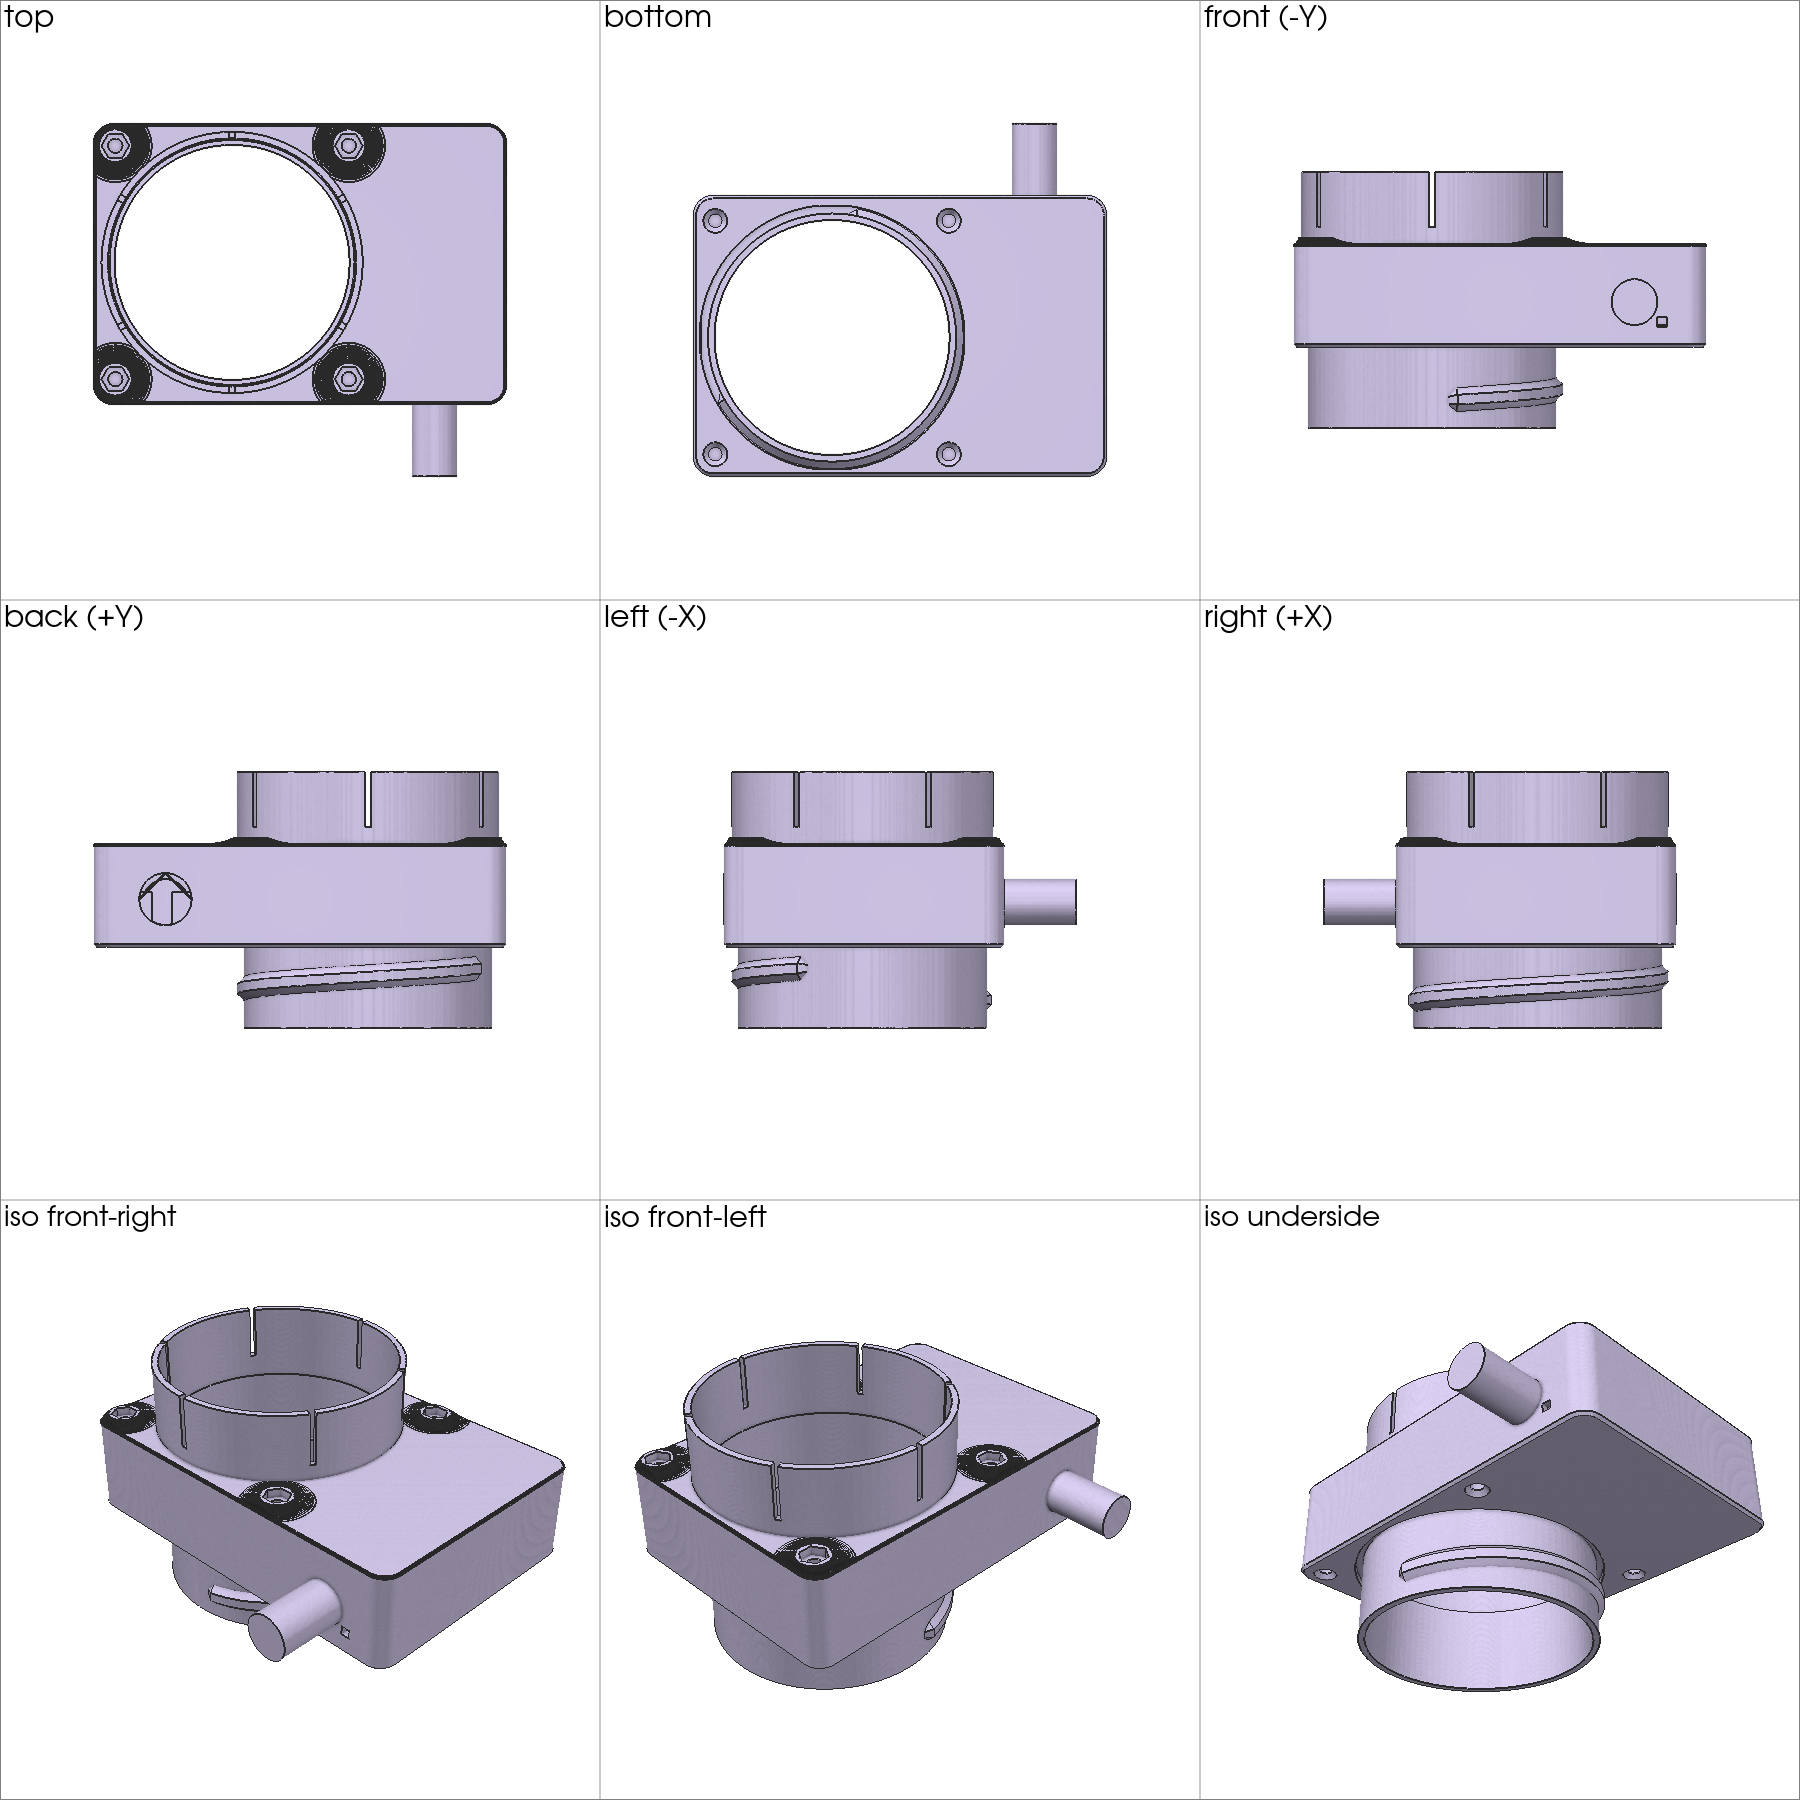 top
bottom
front (-Y)
back (+Y)
left (-X)
right (+X)
iso front-right
iso front-left
iso underside